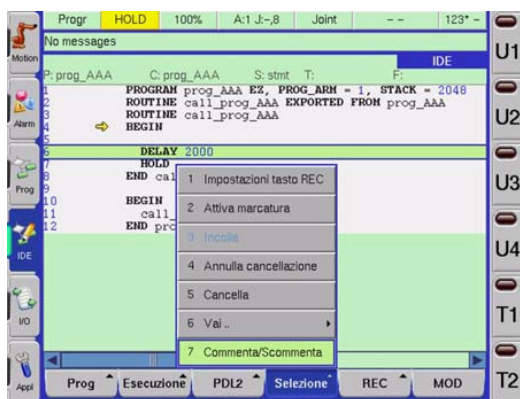 Progr HOLD 100% A:1 J:-,8 Joint -- 123* -
No messages
IDE
P: prog_AAA C: prog_AAA S: stmt T: F:
1 PROGRAM prog_AAA EZ, PROG_ARM = 1, STACK = 2048
2 ROUTINE call_prog_AAA EXPORTED FROM prog_AAA
3 ROUTINE call_prog_AAA
4 BEGIN
5
6 DELAY 2000
7 HOLD
8 END cal
9
10 BEGIN
11 call_
12 END pro
1 Impostazioni tasto REC
2 Attiva marcatura
3 Incolla
4 Annulla cancellazione
5 Cancella
6 Vai ..
7 Commenta/Scommenta
Motion
Alarm
Prog
IDE
I/O
Appl
U1
U2
U3
U4
T1
T2
Prog Esecuzione PDL2 Selezione REC MOD